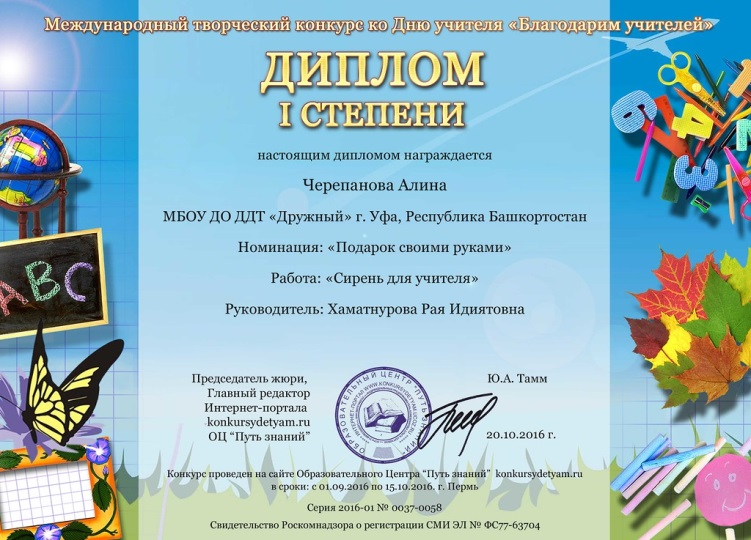 Международный творческий конкурс ко Дню учителя «Благодарим учителей»
ДИПЛОМ
I СТЕПЕНИ
настоящим дипломом награждается
Черепанова Алина
МБОУ ДО ДДТ «Дружный» г. Уфа, Республика Башкортостан
Номинация: «Подарок своими руками»
Работа: «Сирень для учителя»
Руководитель: Хаматнурова Рая Идиятовна
Председатель жюри,
Главный редактор
Интернет-портала
konkursydetyam.ru
ОЦ “Путь знаний”
ОБРАЗОВАТЕЛЬНЫЙ ЦЕНТР "ПУТЬ ЗНАНИЙ"
Ю.А. Тамм
20.10.2016 г.
Конкурс проведен на сайте Образовательного Центра “Путь знаний” konkursydetyam.ru
в сроки: с 01.09.2016 по 15.10.2016. г. Пермь
Серия 2016-01 № 0037-0058
Свидетельство Роскомнадзора о регистрации СМИ ЭЛ № ФС77-63704
ABC